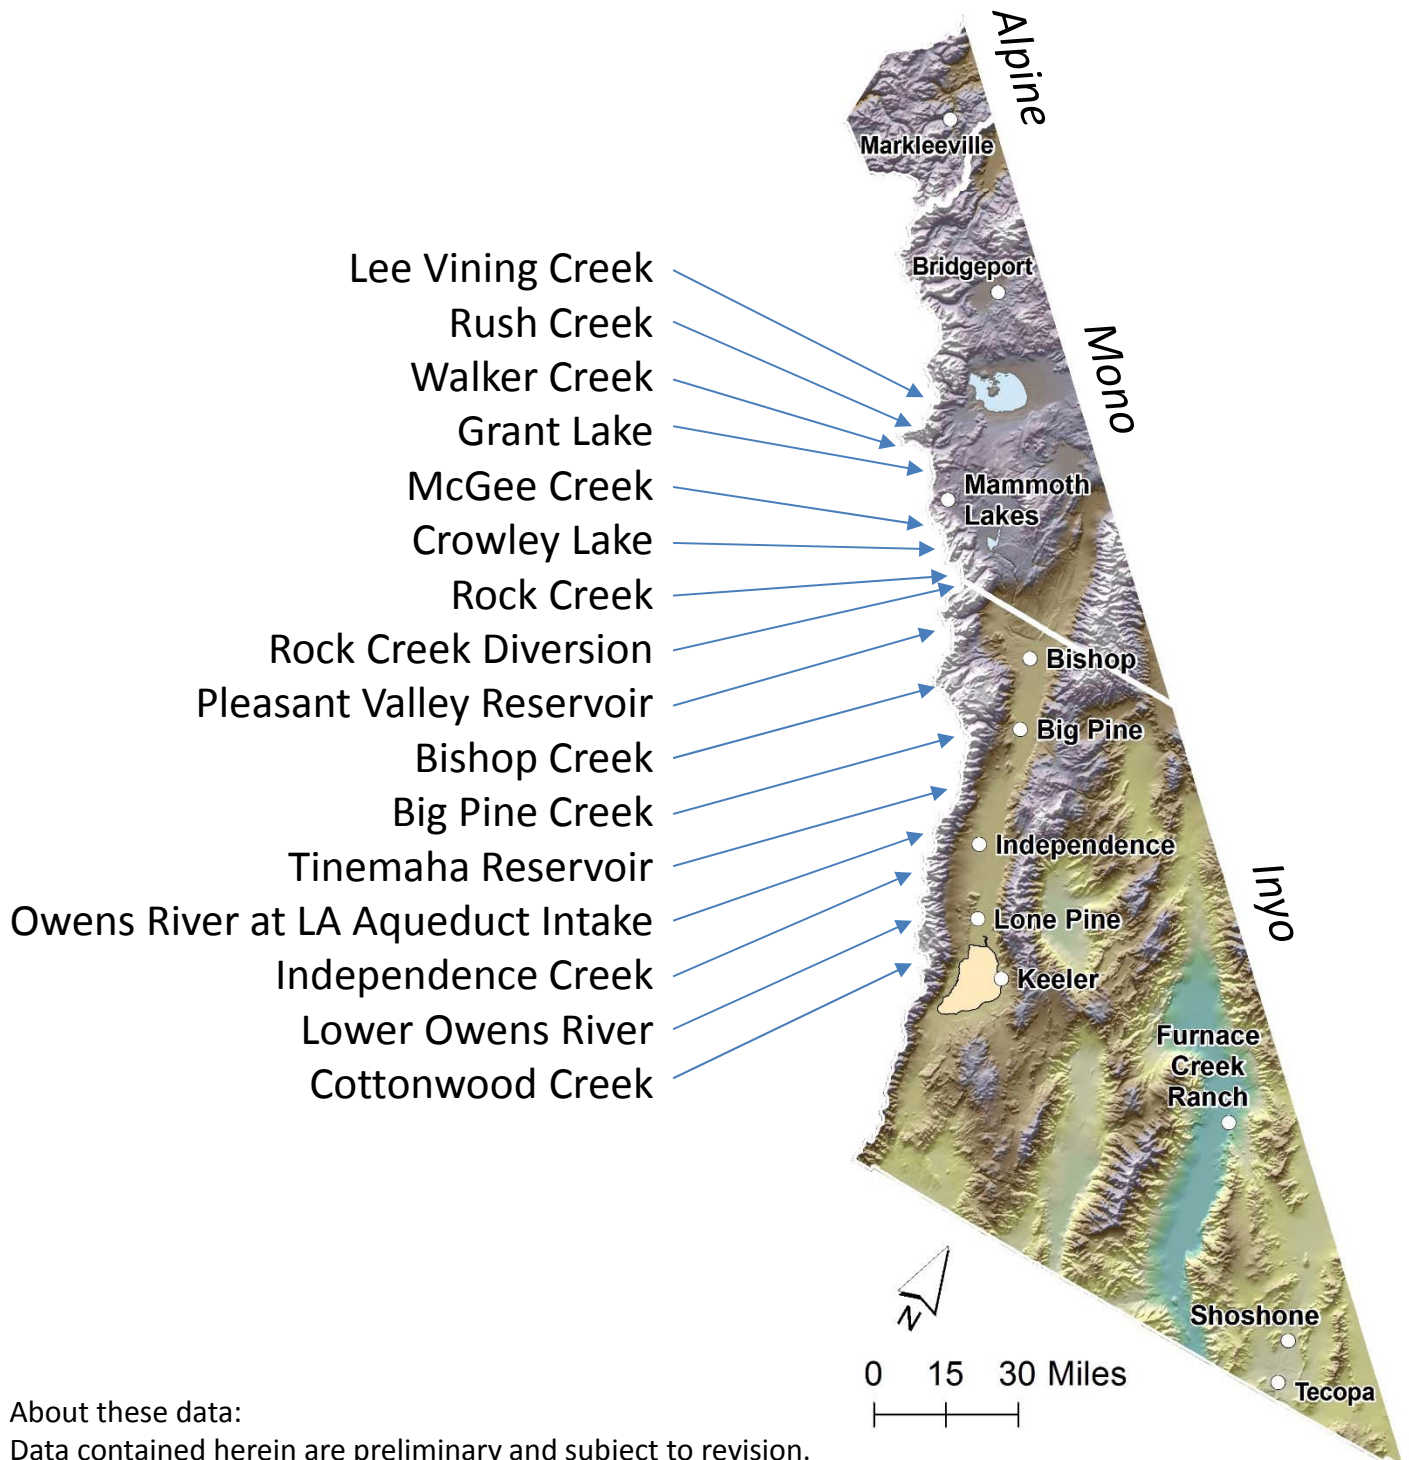 Alpine
Markleeville
Lee Vining Creek
Bridgeport
Rush Creek
Mono
Walker Creek
Grant Lake
McGee Creek
Mammoth
Lakes
Crowley Lake
Rock Creek
Rock Creek Diversion
Bishop
Pleasant Valley Reservoir
Big Pine
Bishop Creek
Big Pine Creek
Independence
Tinemaha Reservoir
Inyo
Owens River at LA Aqueduct Intake
Lone Pine
Independence Creek
Keeler
Lower Owens River
Cottonwood Creek
Furnace
Creek
Ranch
N
Shoshone
0 15 30 Miles
Tecopa
About these data:
Data contained herein are preliminary and subject to revision.